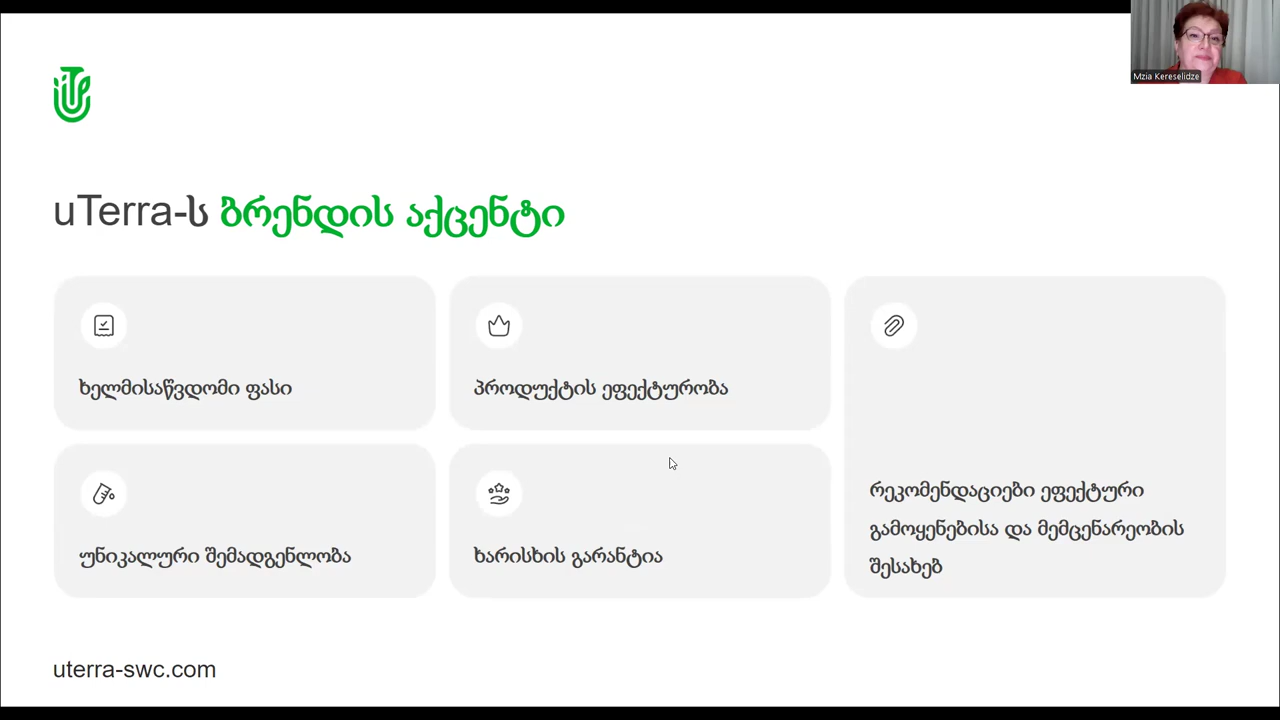 Mzia Kereselidze
uTerra-ს ბრენდის აქცენტი
ხელმისაწვდომი ფასი
პროდუქტის ეფექტურობა
უნიკალური შემადგენლობა
ხარისხის გარანტია
რეკომენდაციები ეფექტური
გამოყენებისა და მემცენარეობის
შესახებ
uterra-swc.com